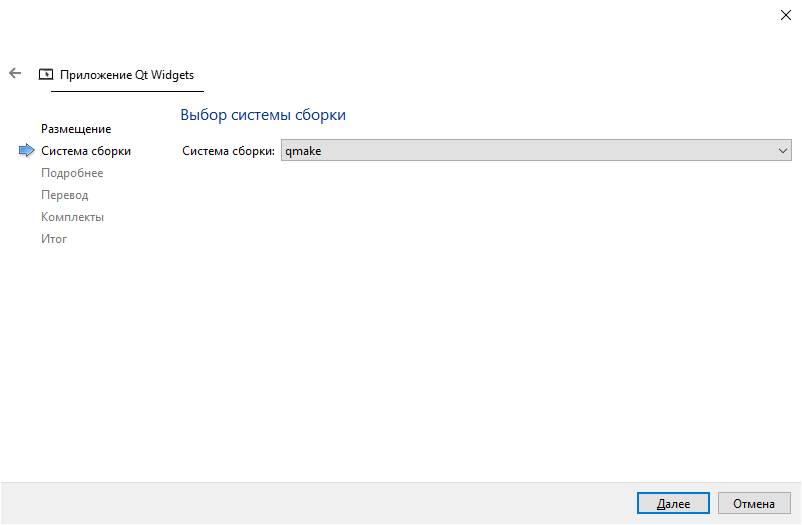 Приложение Qt Widgets
Размещение
Система сборки
Подробнее
Перевод
Комплекты
Итог
Выбор системы сборки
Система сборки: qmake
Далее Отмена